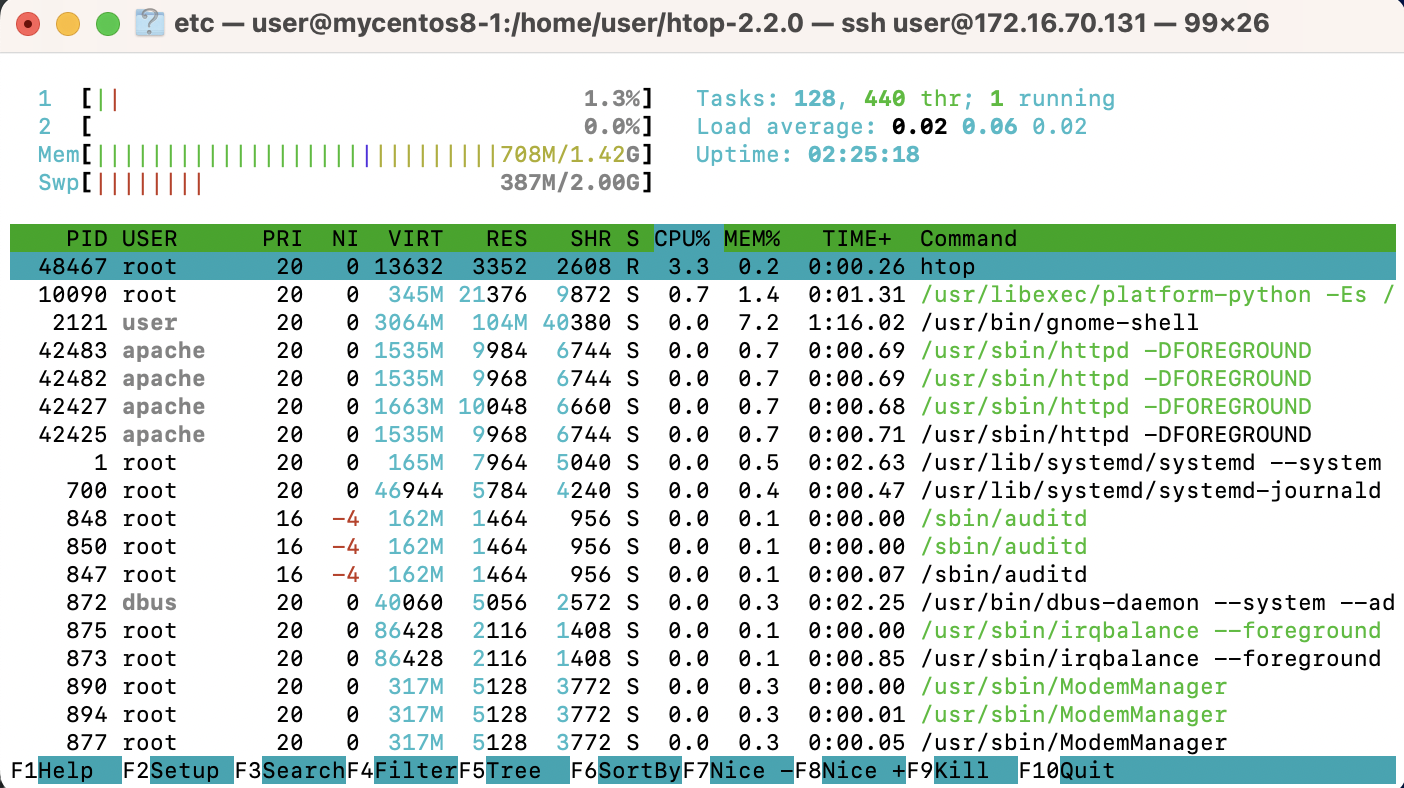 etc — user@mycentos8-1:/home/user/htop-2.2.0 — ssh user@172.16.70.131 — 99×26
1 [|| 1.3%] Tasks: 128, 440 thr; 1 running
2 [ 0.0%] Load average: 0.02 0.06 0.02
Mem[|||||||||||||||||||||||||||||708M/1.42G] Uptime: 02:25:18
Swp[|||||||| 387M/2.00G]
PID USER PRI NI VIRT RES SHR S CPU% MEM% TIME+ Command
48467 root 20 0 13632 3352 2608 R 3.3 0.2 0:00.26 htop
10090 root 20 0 345M 21376 9872 S 0.7 1.4 0:01.31 /usr/libexec/platform-python -Es /
2121 user 20 0 3064M 104M 40380 S 0.0 7.2 1:16.02 /usr/bin/gnome-shell
42483 apache 20 0 1535M 9984 6744 S 0.0 0.7 0:00.69 /usr/sbin/httpd -DFOREGROUND
42482 apache 20 0 1535M 9968 6744 S 0.0 0.7 0:00.69 /usr/sbin/httpd -DFOREGROUND
42427 apache 20 0 1663M 10048 6660 S 0.0 0.7 0:00.68 /usr/sbin/httpd -DFOREGROUND
42425 apache 20 0 1535M 9968 6744 S 0.0 0.7 0:00.71 /usr/sbin/httpd -DFOREGROUND
1 root 20 0 165M 7964 5040 S 0.0 0.5 0:02.63 /usr/lib/systemd/systemd --system
700 root 20 0 46944 5784 4240 S 0.0 0.4 0:00.47 /usr/lib/systemd/systemd-journald
848 root 16 -4 162M 1464 956 S 0.0 0.1 0:00.00 /sbin/auditd
850 root 16 -4 162M 1464 956 S 0.0 0.1 0:00.00 /sbin/auditd
847 root 16 -4 162M 1464 956 S 0.0 0.1 0:00.07 /sbin/auditd
872 dbus 20 0 40060 5056 2572 S 0.0 0.3 0:02.25 /usr/bin/dbus-daemon --system --ad
875 root 20 0 86428 2116 1408 S 0.0 0.1 0:00.00 /usr/sbin/irqbalance --foreground
873 root 20 0 86428 2116 1408 S 0.0 0.1 0:00.85 /usr/sbin/irqbalance --foreground
890 root 20 0 317M 5128 3772 S 0.0 0.3 0:00.00 /usr/sbin/ModemManager
894 root 20 0 317M 5128 3772 S 0.0 0.3 0:00.01 /usr/sbin/ModemManager
877 root 20 0 317M 5128 3772 S 0.0 0.3 0:00.05 /usr/sbin/ModemManager
F1Help F2Setup F3SearchF4FilterF5Tree F6SortByF7Nice -F8Nice +F9Kill F10Quit